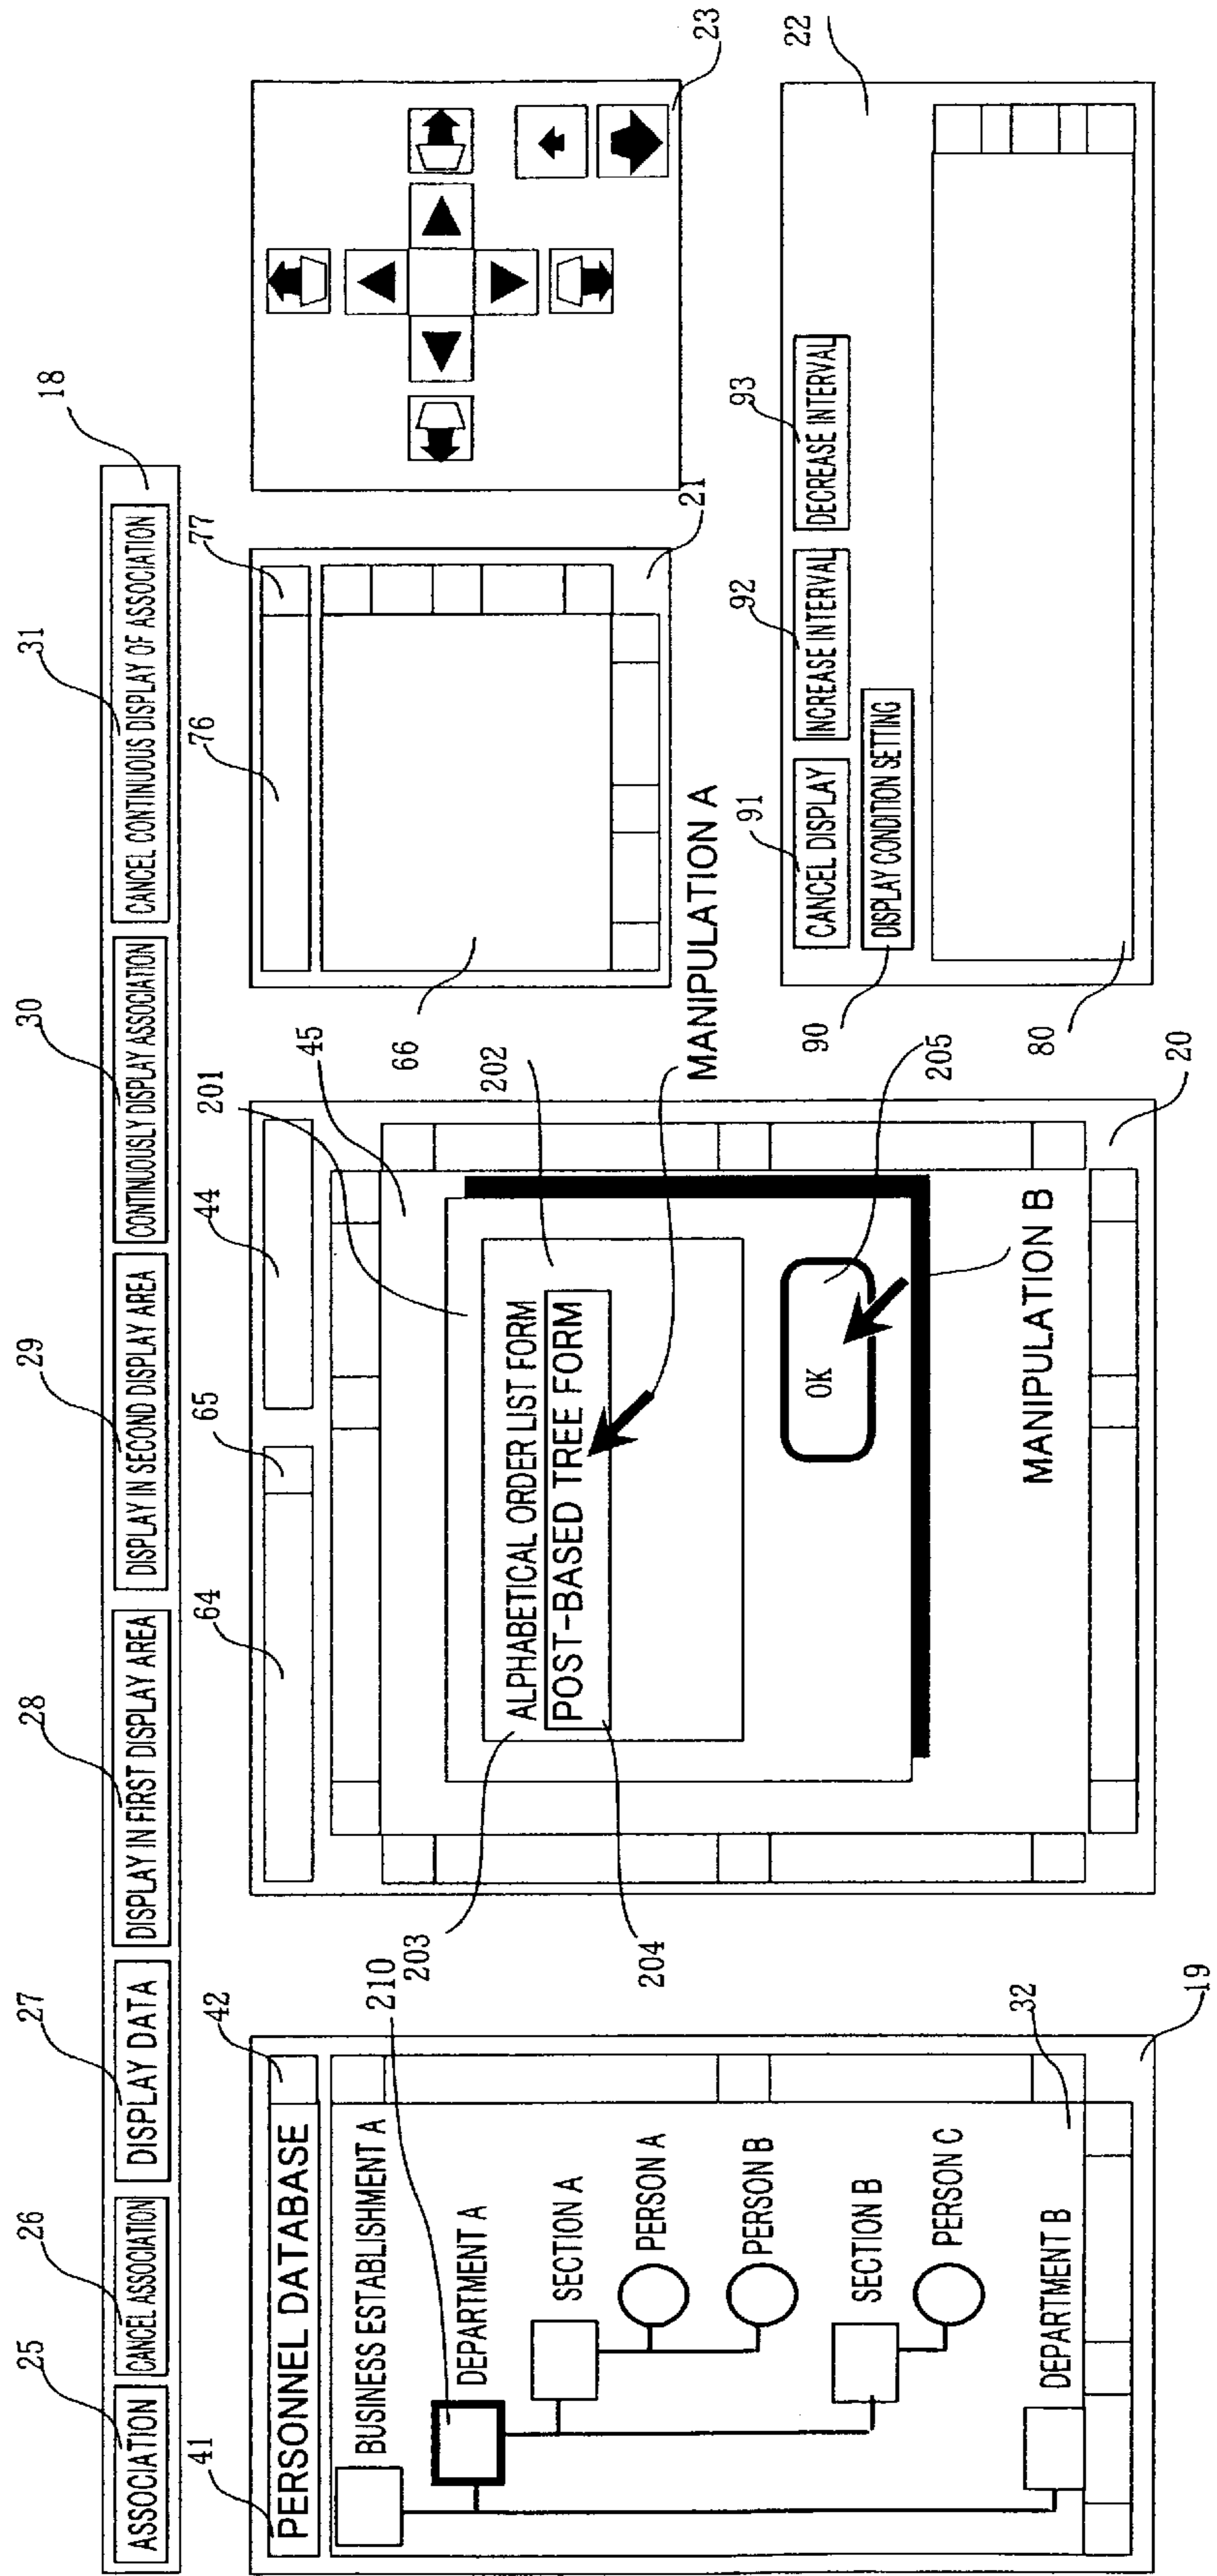 25
26
27
28
29
30
31
18
ASSOCIATION
CANCEL ASSOCIATION
DISPLAY DATA
DISPLAY IN FIRST DISPLAY AREA
DISPLAY IN SECOND DISPLAY AREA
CONTINUOUSLY DISPLAY ASSOCIATION
CANCEL CONTINUOUS DISPLAY OF ASSOCIATION
41
42
PERSONNEL DATABASE
BUSINESS ESTABLISHMENT A
210
DEPARTMENT A
SECTION A
PERSON A
PERSON B
SECTION B
PERSON C
DEPARTMENT B
32
19
64
65
44
201
45
202
203
ALPHABETICAL ORDER LIST FORM
POST-BASED TREE FORM
204
OK
205
MANIPULATION A
MANIPULATION B
20
76
77
66
21
23
91
92
93
22
CANCEL DISPLAY
INCREASE INTERVAL
DECREASE INTERVAL
DISPLAY CONDITION SETTING
90
80